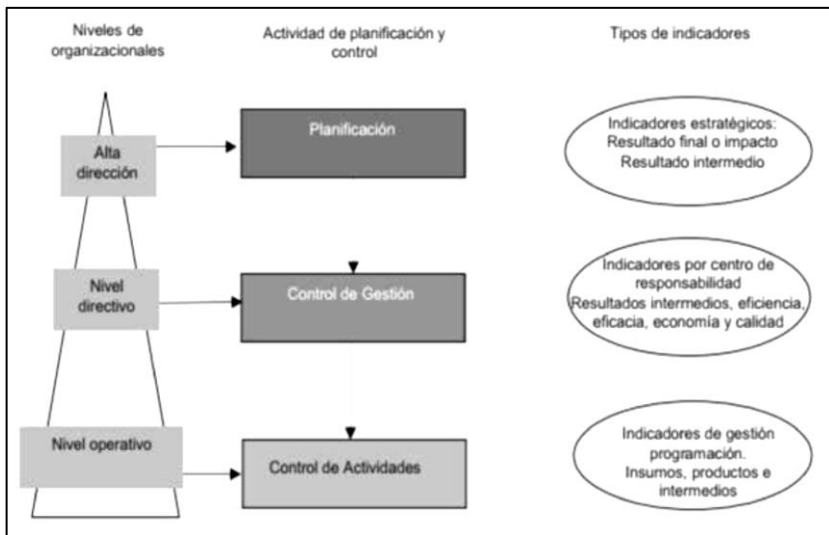 Niveles de
organizacionales
Actividad de planificación y
control
Tipos de indicadores
Alta
dirección
Planificación
Indicadores estratégicos:
Resultado final o impacto
Resultado intermedio
Nivel
directivo
Control de Gestión
Indicadores por centro de
responsabilidad
Resultados intermedios, eficiencia,
eficacia, economía y calidad
Nivel operativo
Control de Actividades
Indicadores de gestión
programación.
Insumos, productos e
intermedios